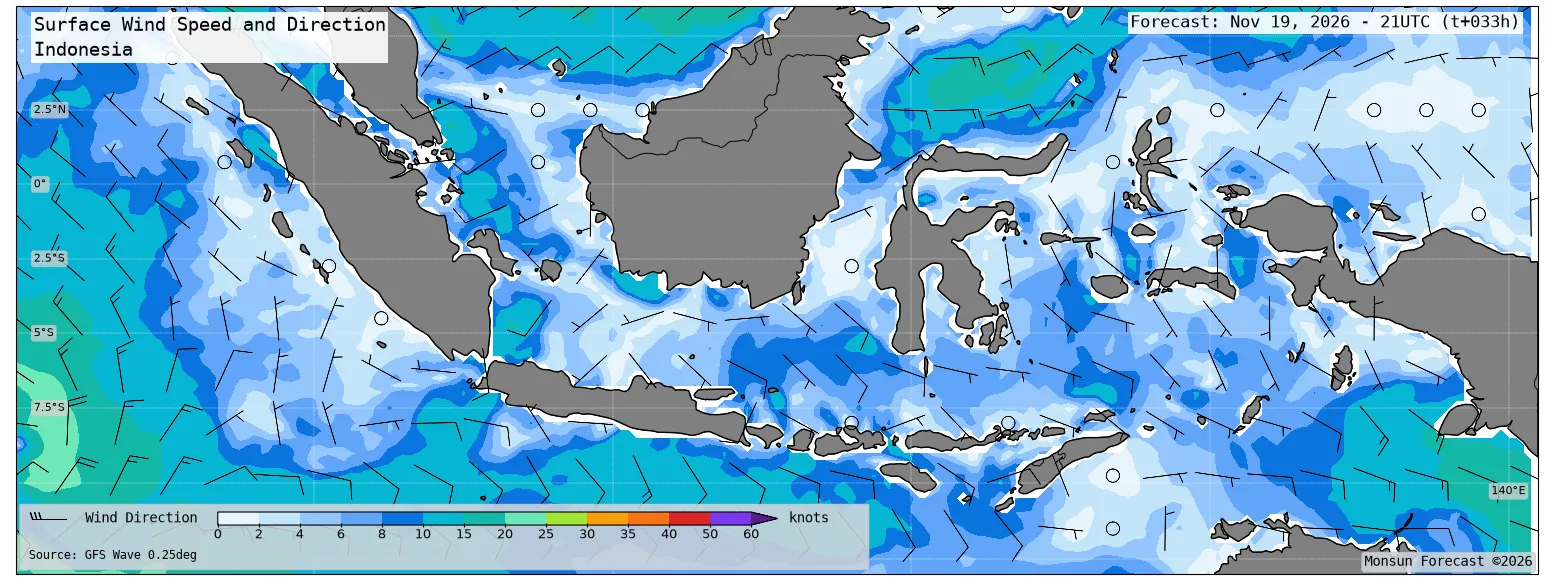 Surface Wind Speed and Direction
Indonesia
Forecast: Nov 19, 2026 - 21UTC (t+033h)
2.5°N
0°
2.5°S
5°S
7.5°S
140°E
Wind Direction
0 2 4 6 8 10 15 20 25 30 35 40 50 60 knots
Source: GFS Wave 0.25deg
Monsun Forecast ©2026